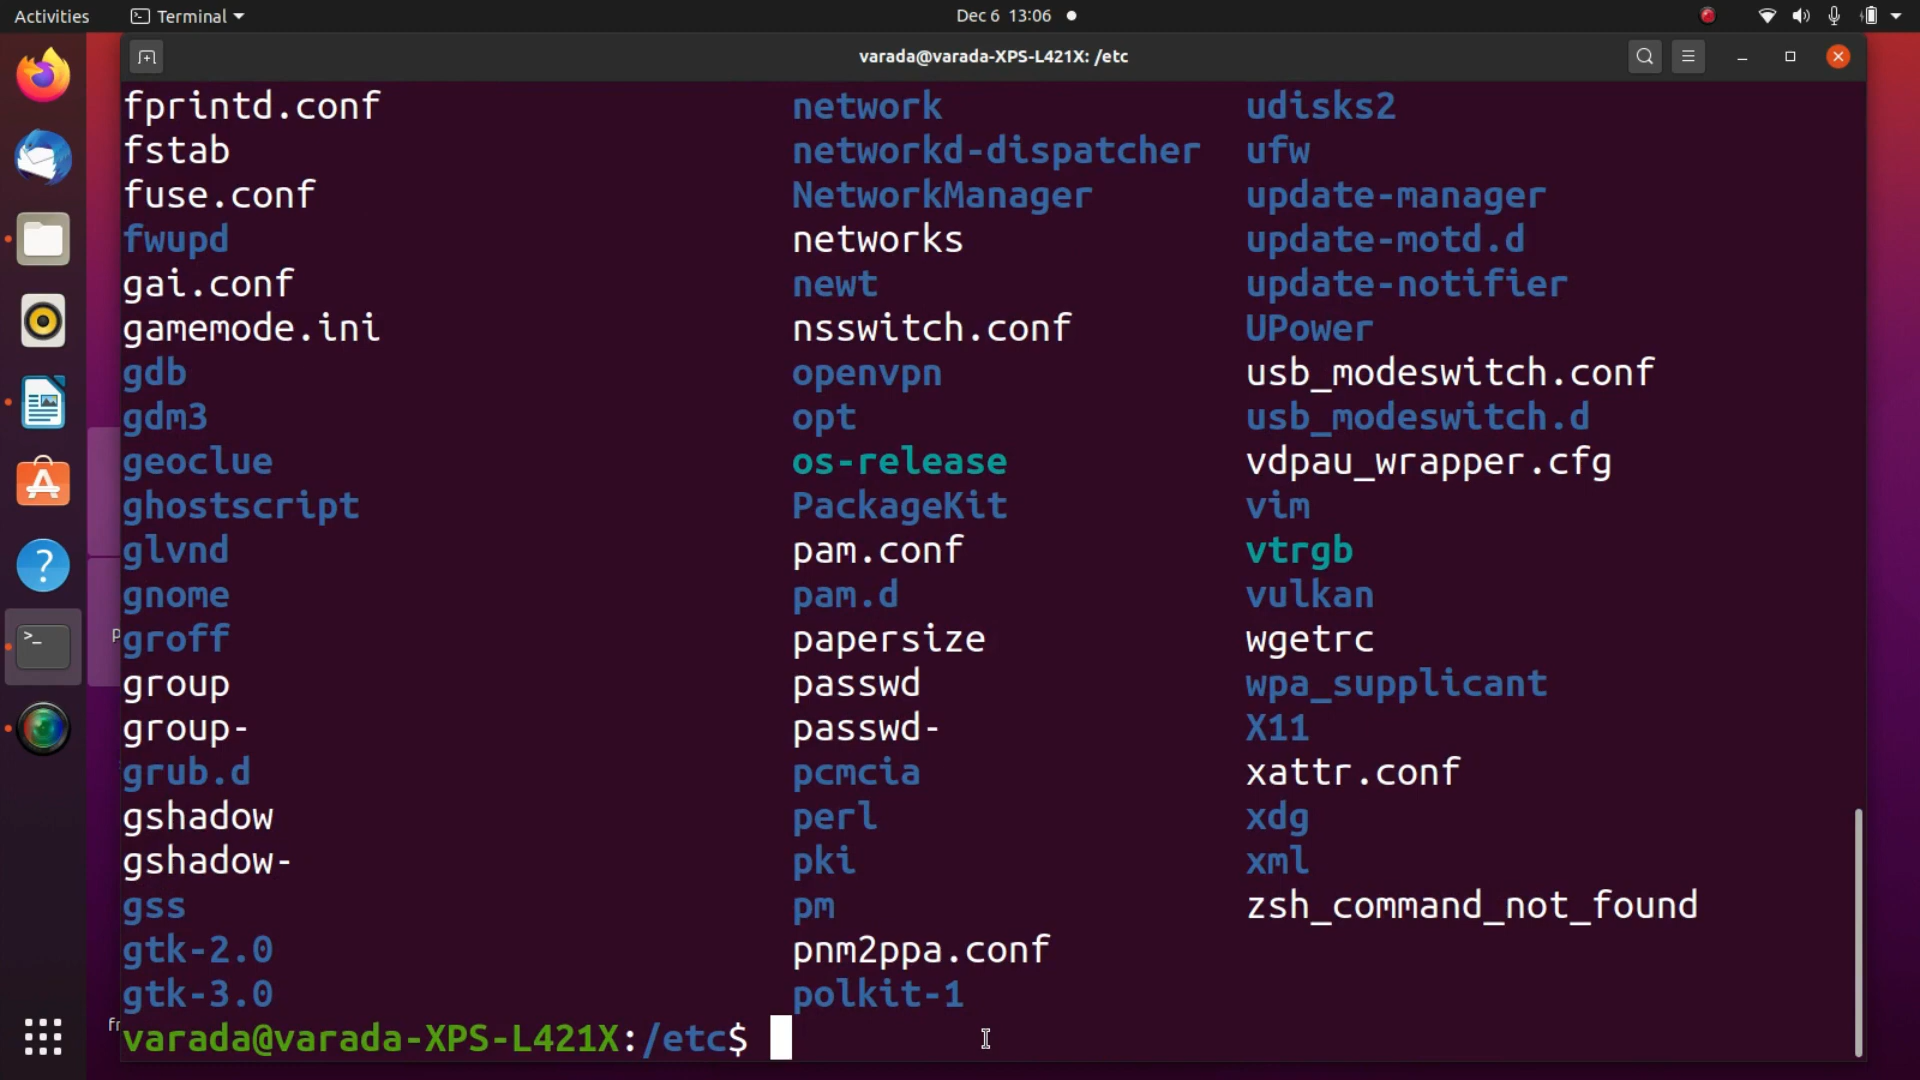 Activities Terminal Dec 6 13:06
varada@varada-XPS-L421X: /etc
fprintd.conf network udisks2
fstab networkd-dispatcher ufw
fuse.conf NetworkManager update-manager
fwupd networks update-motd.d
gai.conf newt update-notifier
gamemode.ini nsswitch.conf UPower
gdb openvpn usb_modeswitch.conf
gdm3 opt usb_modeswitch.d
geoclue os-release vdpau_wrapper.cfg
ghostscript PackageKit vim
glvnd pam.conf vtrgb
gnome pam.d vulkan
groff papersize wgetrc
group passwd wpa_supplicant
group- passwd- X11
grub.d pcmcia xattr.conf
gshadow perl xdg
gshadow- pki xml
gss pm zsh_command_not_found
gtk-2.0 pnm2ppa.conf
gtk-3.0 polkit-1
varada@varada-XPS-L421X:/etc$